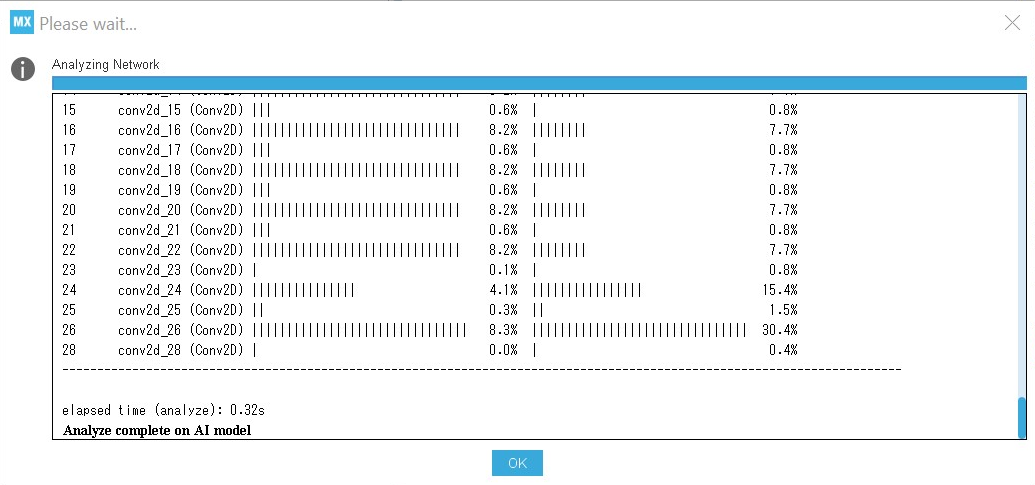 MX Please wait...
Analyzing Network
15 conv2d_15 (Conv2D) ||| 0.6% | 0.8%
16 conv2d_16 (Conv2D) |||||||||||||||||||||||||||||| 8.2% |||||||| 7.7%
17 conv2d_17 (Conv2D) ||| 0.6% | 0.8%
18 conv2d_18 (Conv2D) |||||||||||||||||||||||||||||| 8.2% |||||||| 7.7%
19 conv2d_19 (Conv2D) ||| 0.6% | 0.8%
20 conv2d_20 (Conv2D) |||||||||||||||||||||||||||||| 8.2% |||||||| 7.7%
21 conv2d_21 (Conv2D) ||| 0.6% | 0.8%
22 conv2d_22 (Conv2D) |||||||||||||||||||||||||||||| 8.2% |||||||| 7.7%
23 conv2d_23 (Conv2D) | 0.1% | 0.8%
24 conv2d_24 (Conv2D) ||||||||||||||| 4.1% |||||||||||||||| 15.4%
25 conv2d_25 (Conv2D) || 0.3% || 1.5%
26 conv2d_26 (Conv2D) ||||||||||||||||||||||||||||||| 8.3% ||||||||||||||||||||||||||||||| 30.4%
28 conv2d_28 (Conv2D) | 0.0% | 0.4%
------------------------------------------------------------------------------------------------------------------------
elapsed time (analyze): 0.32s
Analyze complete on AI model
OK